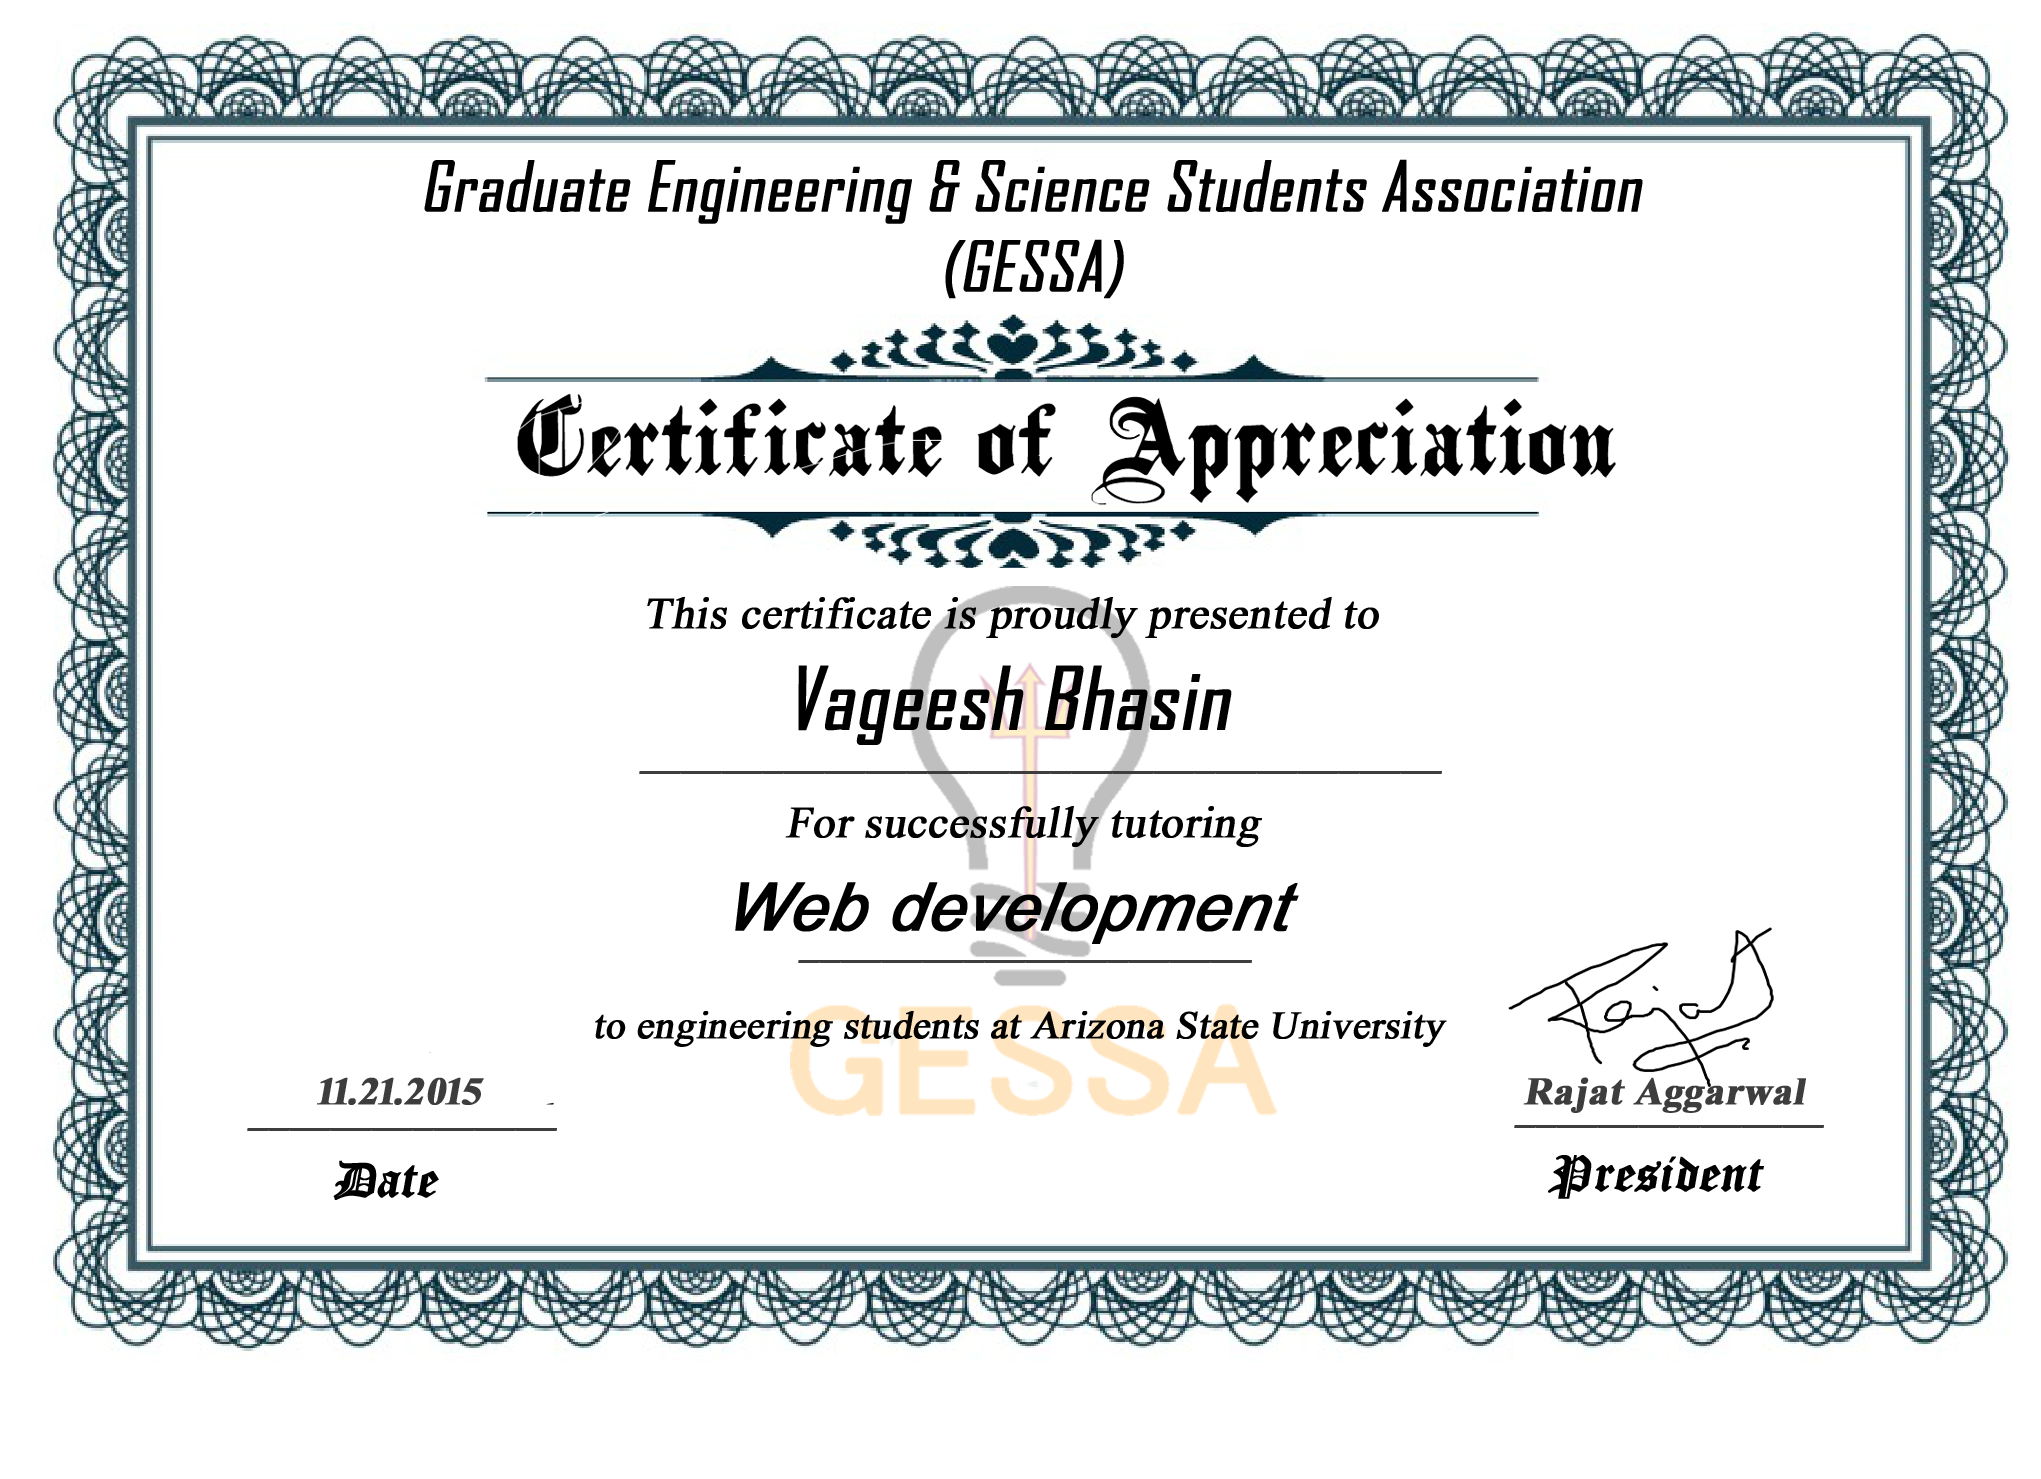 Graduate Engineering & Science Students Association
(GESSA)
Certificate of Appreciation
This certificate is proudly presented to
Vageesh Bhasin
For successfully tutoring
Web development
to engineering students at Arizona State University
GESSA
11.21.2015
Date
Rajat
Rajat Aggarwal
President